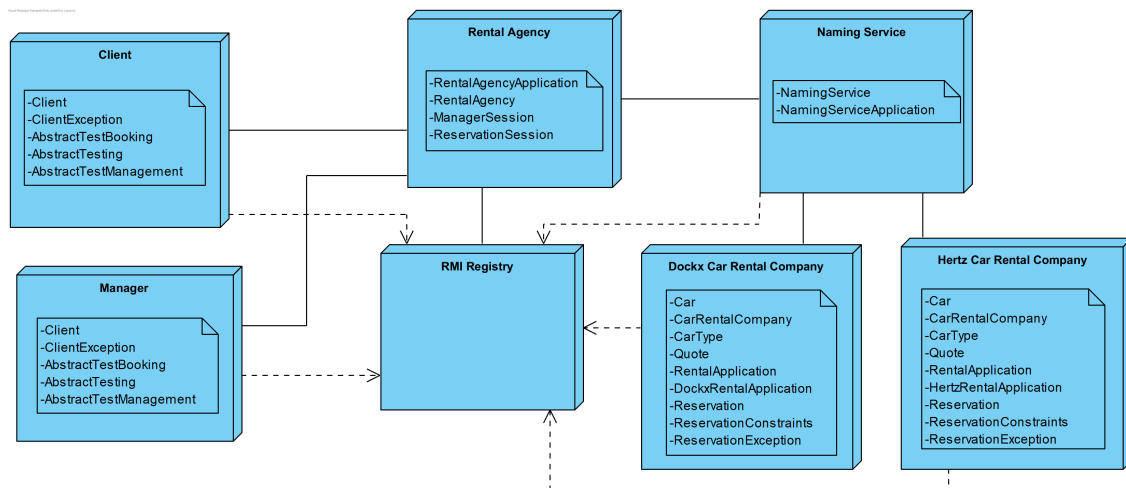 Client
-Client
-ClientException
-AbstractTestBooking
-AbstractTesting
-AbstractTestManagement
Rental Agency
-RentalAgencyApplication
-RentalAgency
-ManagerSession
-ReservationSession
Naming Service
-NamingService
-NamingServiceApplication
Manager
-Client
-ClientException
-AbstractTestBooking
-AbstractTesting
-AbstractTestManagement
RMI Registry
Dockx Car Rental Company
-Car
-CarRentalCompany
-CarType
-Quote
-RentalApplication
-DockxRentalApplication
-Reservation
-ReservationConstraints
-ReservationException
Hertz Car Rental Company
-Car
-CarRentalCompany
-CarType
-Quote
-RentalApplication
-HertzRentalApplication
-Reservation
-ReservationConstraints
-ReservationException